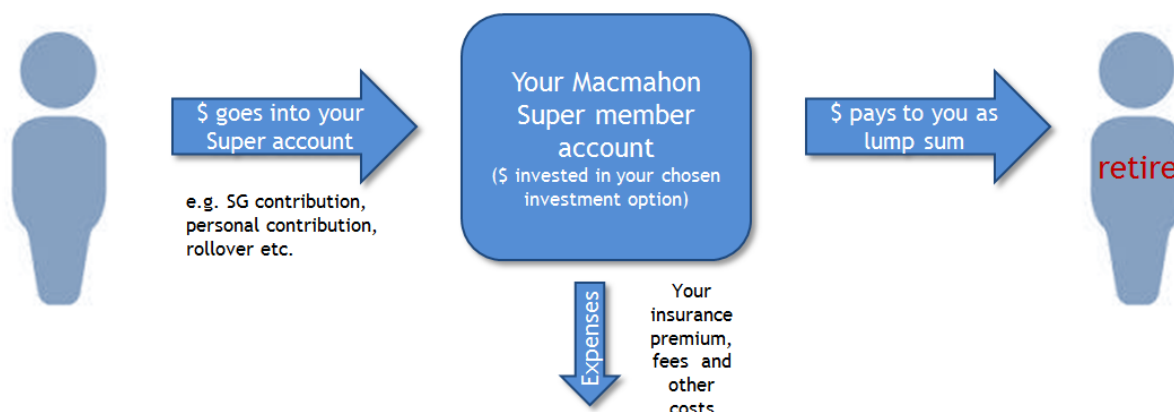 $ goes into your
Super account
e.g. SG contribution,
personal contribution,
rollover etc.
Your Macmahon
Super member
account
($ invested in your chosen
investment option)
$ pays to you as
lump sum
retire
Expenses
Your
insurance
premium,
fees and
other
costs